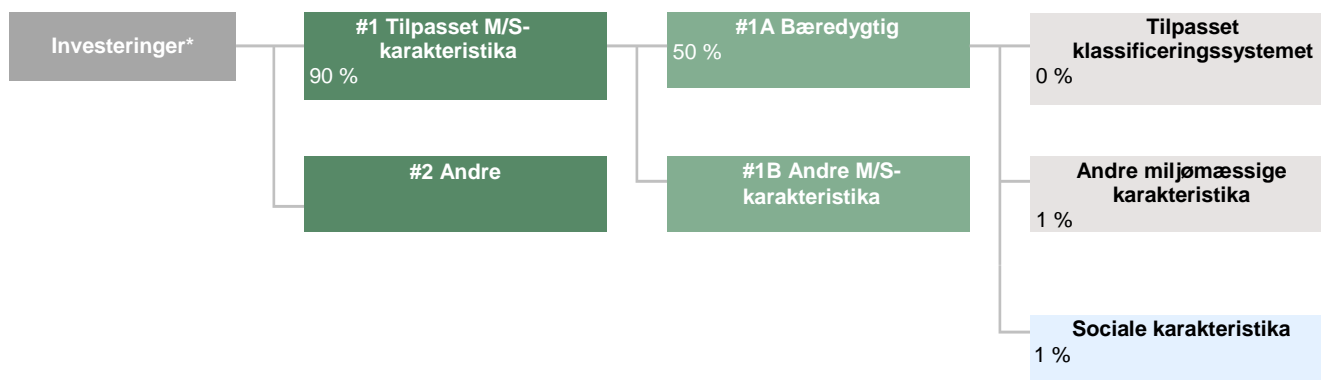 Investeringer*
#1 Tilpasset M/S-
karakteristika
90 %
#2 Andre
#1A Bæredygtig
50 %
#1B Andre M/S-
karakteristika
Tilpasset
klassificeringssystemet
0 %
Andre miljømæssige
karakteristika
1 %
Sociale karakteristika
1 %